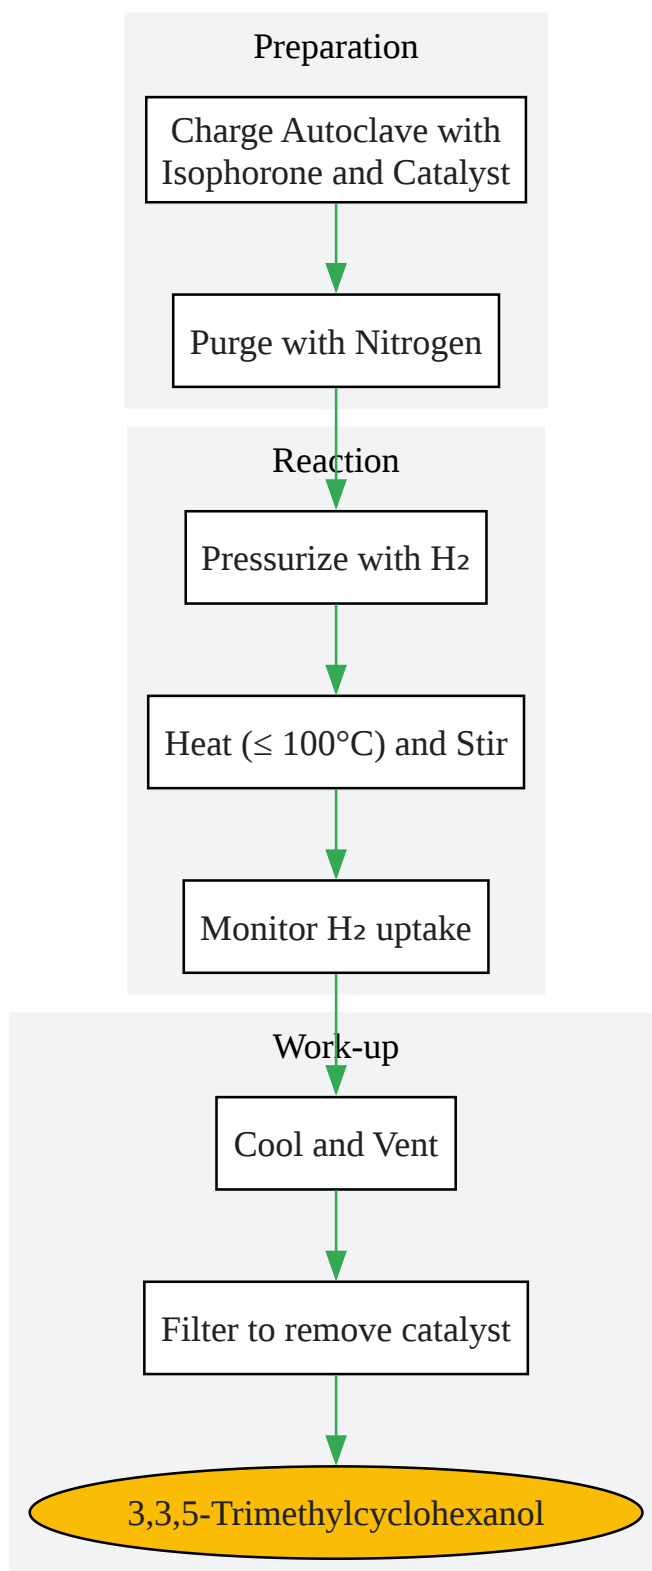 Preparation
Charge Autoclave with
Isophorone and Catalyst
Purge with Nitrogen
Reaction
Pressurize with H₂
Heat (≤ 100°C) and Stir
Monitor H₂ uptake
Work-up
Cool and Vent
Filter to remove catalyst
3,3,5-Trimethylcyclohexanol